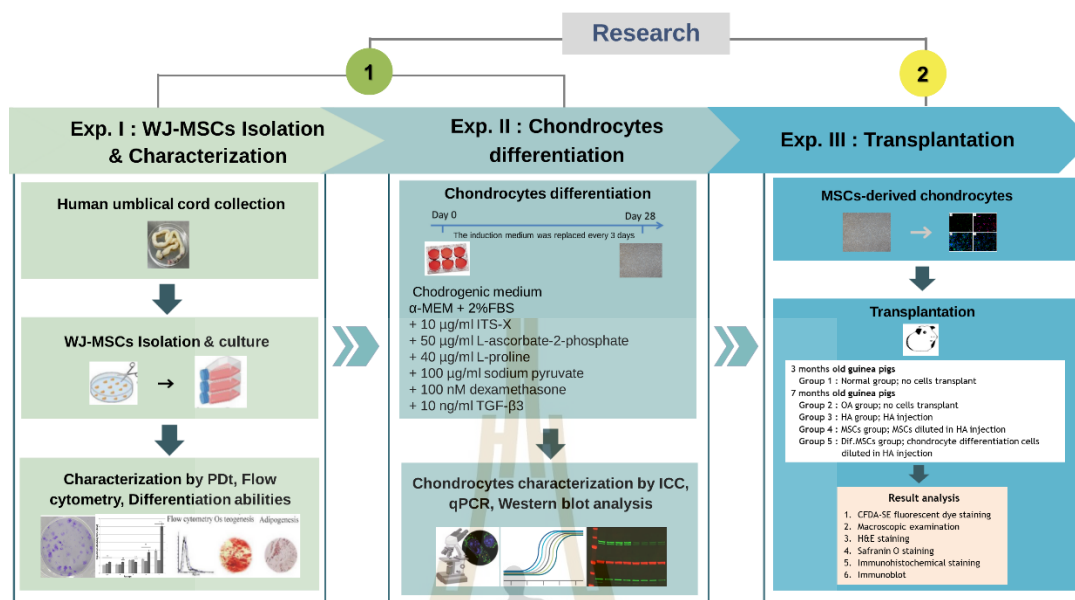 Research
1
2
Exp. I : WJ-MSCs Isolation
& Characterization
Human umblical cord collection
WJ-MSCs Isolation & culture
Characterization by PDt, Flow
cytometry, Differentiation abilities
Flow cytometry Os teogenesis Adipogenesis
Exp. II : Chondrocytes
differentiation
Chondrocytes differentiation
Day 0
Day 28
The induction medium was replaced every 3 days
Chodrogenic medium
α-MEM + 2%FBS
+ 10 µg/ml ITS-X
+ 50 µg/ml L-ascorbate-2-phosphate
+ 40 µg/ml L-proline
+ 100 µg/ml sodium pyruvate
+ 100 nM dexamethasone
+ 10 ng/ml TGF-β3
Chondrocytes characterization by ICC,
qPCR, Western blot analysis
Exp. III : Transplantation
MSCs-derived chondrocytes
Transplantation
3 months old guinea pigs
Group 1 : Normal group; no cells transplant
7 months old guinea pigs
Group 2 : OA group; no cells transplant
Group 3 : HA group; HA injection
Group 4 : MSCs group; MSCs diluted in HA injection
Group 5 : Dif.MSCs group; chondrocyte differentiation cells
diluted in HA injection
Result analysis
1. CFDA-SE fluorescent dye staining
2. Macroscopic examination
3. H&E staining
4. Safranin O staining
5. Immunohistochemical staining
6. Immunoblot